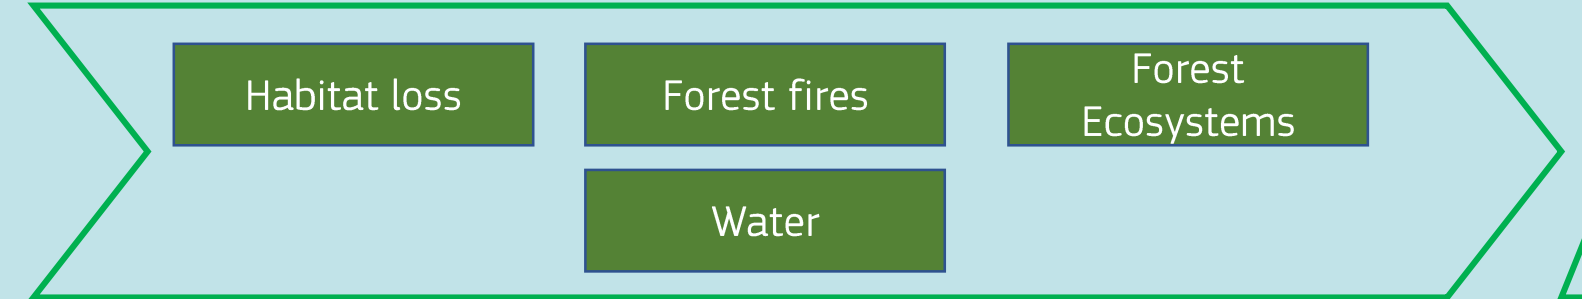 Habitat loss
Forest fires
Forest
Ecosystems
Water